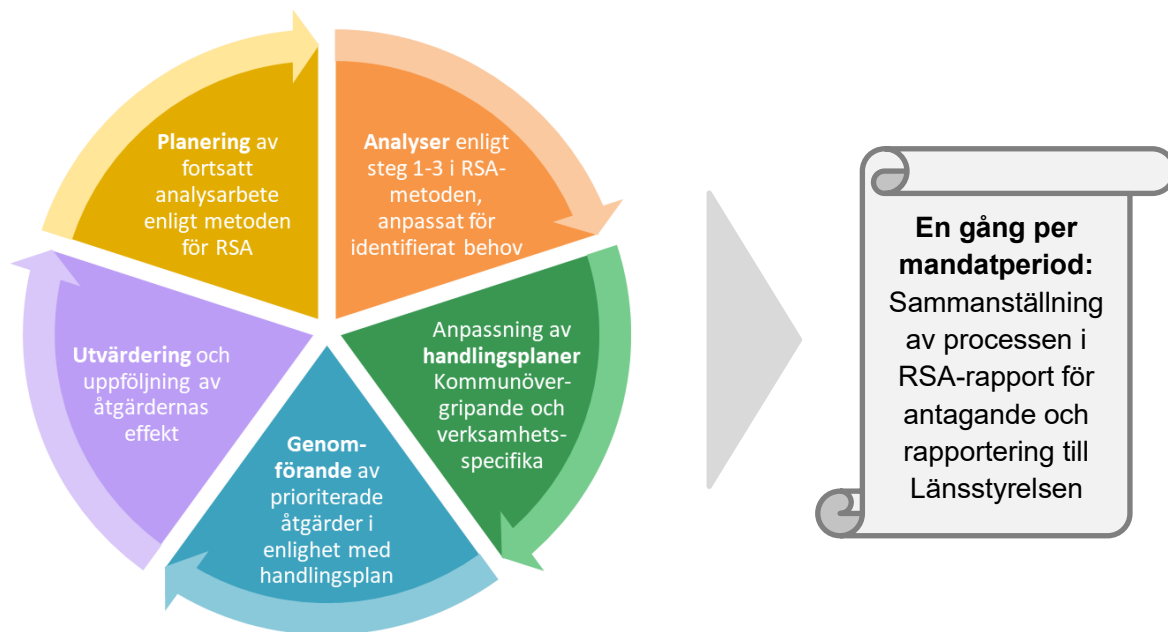 Planering av
fortsatt
analysarbete
enligt metoden
för RSA
Analyser enligt
steg 1-3 i RSA-
metoden,
anpassat för
identifierat behov
Anpassning av
handlingsplaner
Kommunöver-
gripande och
verksamhets-
specifika
Genom-
förande av
prioriterade
åtgärder i
enlighet med
handlingsplan
Utvärdering och
uppföljning av
åtgärdernas
effekt
En gång per
mandatperiod:
Sammanställning
av processen i
RSA-rapport för
antagande och
rapportering till
Länsstyrelsen